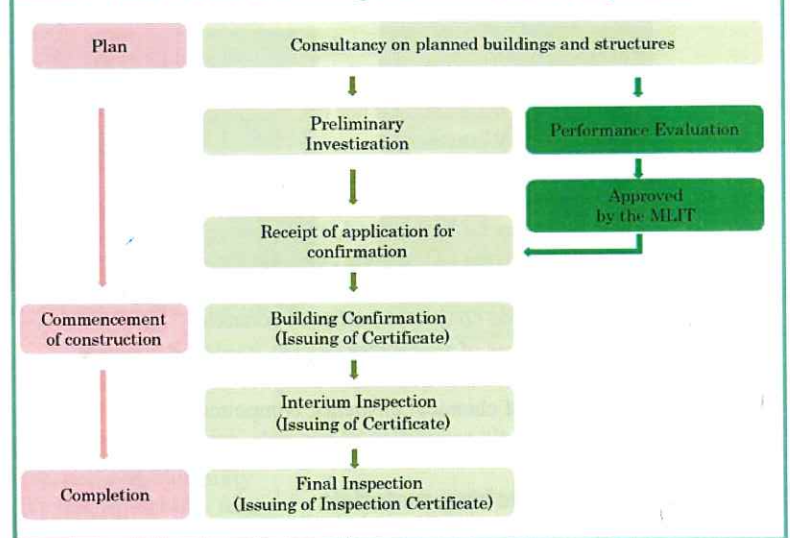 Plan
Consultancy on planned buildings and structures
Preliminary
Investigation
Performance Evaluation
Approved
by the MLIT
Receipt of application for
confirmation
Commencement
of construction
Building Confirmation
(Issuing of Certificate)
Interium Inspection
(Issuing of Certificate)
Completion
Final Inspection
(Issuing of Inspection Certificate)